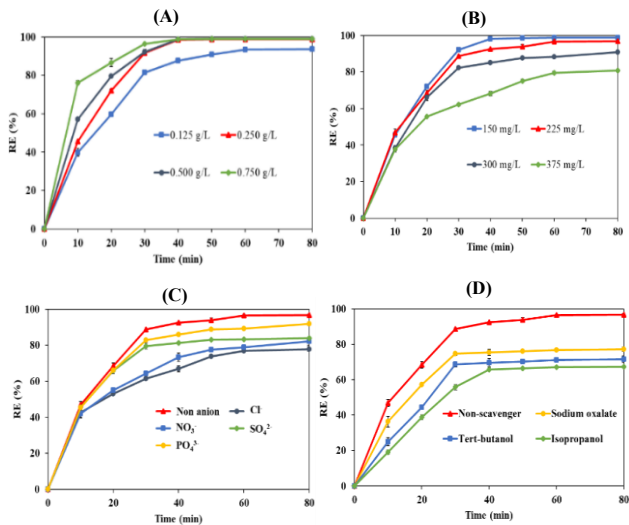 (A)
RE (%)
100
80
60
40
20
0
0.125 g/L
0.250 g/L
0.500 g/L
0.750 g/L
0 10 20 30 40 50 60 70 80
Time (min)
(B)
RE (%)
100
80
60
40
20
0
150 mg/L
225 mg/L
300 mg/L
375 mg/L
0 10 20 30 40 50 60 70 80
Time (min)
(C)
RE (%)
100
80
60
40
20
0
Non anion
Cl-
NO₃⁻
SO₄²
PO₄³⁻
0 20 40 60 80
Time (min)
(D)
RE (%)
100
80
60
40
20
0
Non-scavenger
Sodium oxalate
Tert-butanol
Isopropanol
0 20 40 60 80
Time (min)